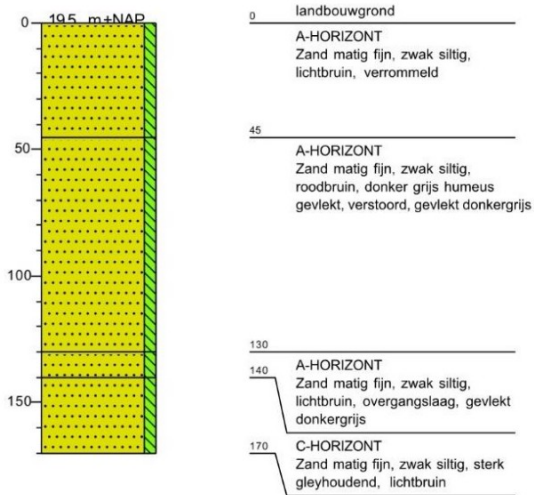 19.5 m+NAP
0
50
100
150
0
landbouwgrond
A-HORIZONT
Zand matig fijn, zwak siltig,
lichtbruin, verrommeld
45
A-HORIZONT
Zand matig fijn, zwak siltig,
roodbruin, donker grijs humeus
gevlekt, verstoord, gevlekt donkergrijs
130
A-HORIZONT
140
Zand matig fijn, zwak siltig,
lichtbruin, overgangslaag, gevlekt
donkergrijs
170
C-HORIZONT
Zand matig fijn, zwak siltig, sterk
gleyhoudend, lichtbruin